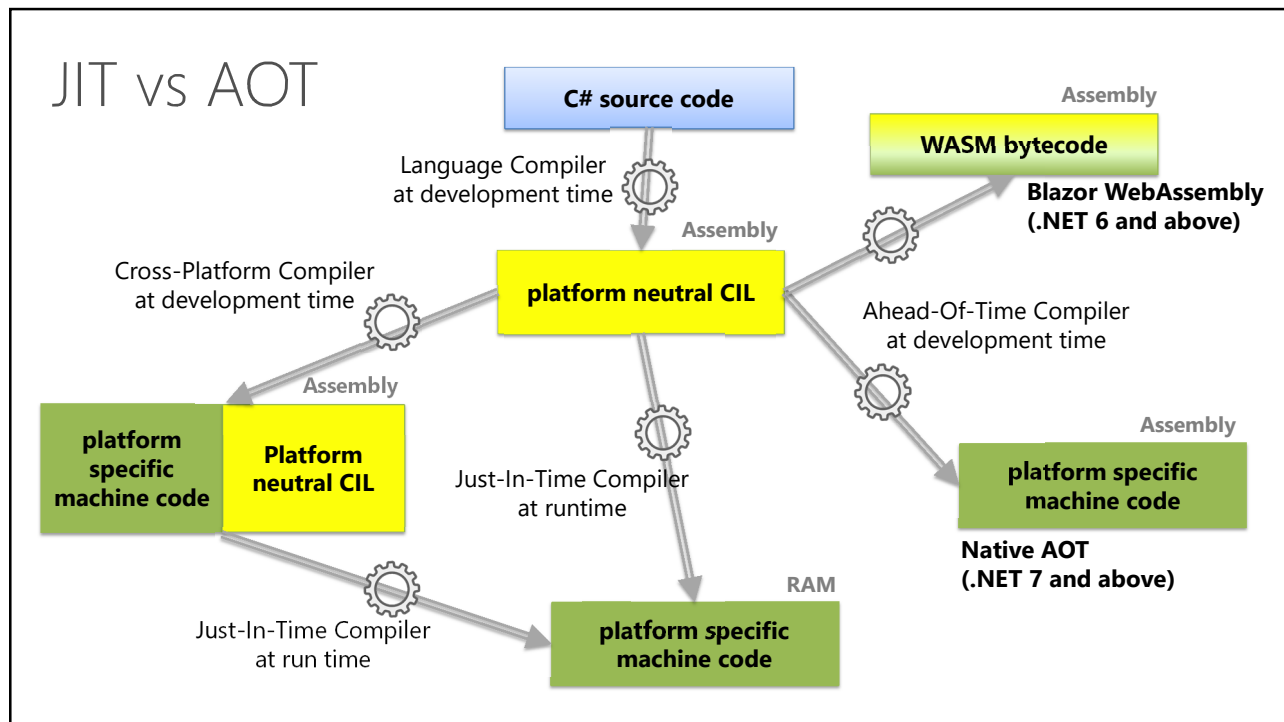 JIT vs AOT
C# source code
Assembly
WASM bytecode
Blazor WebAssembly
(.NET 6 and above)
Language Compiler
at development time
Assembly
platform neutral CIL
Cross-Platform Compiler
at development time
Ahead-Of-Time Compiler
at development time
Assembly
platform
specific
machine code
Platform
neutral CIL
Just-In-Time Compiler
at runtime
Assembly
platform specific
machine code
Native AOT
(.NET 7 and above)
RAM
platform specific
machine code
Just-In-Time Compiler
at run time